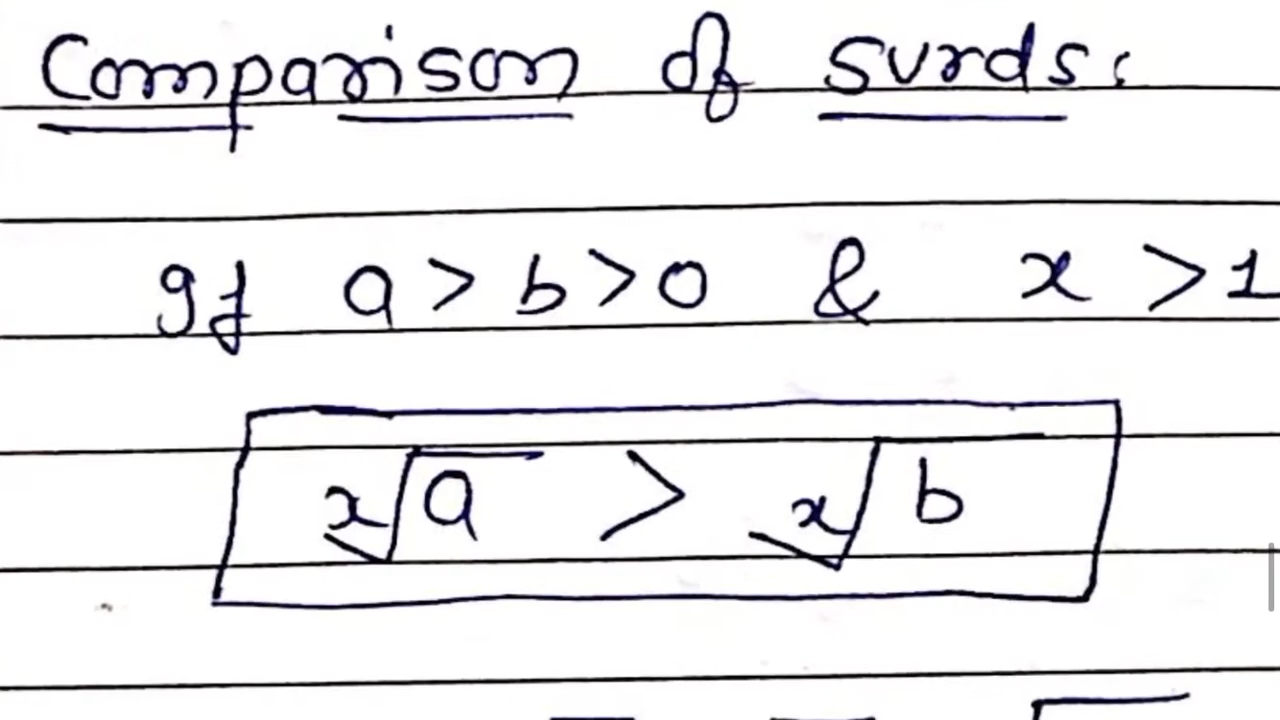 Comparison of surds:
If a > b > 0 & x > 1
ˣ√a > ˣ√b